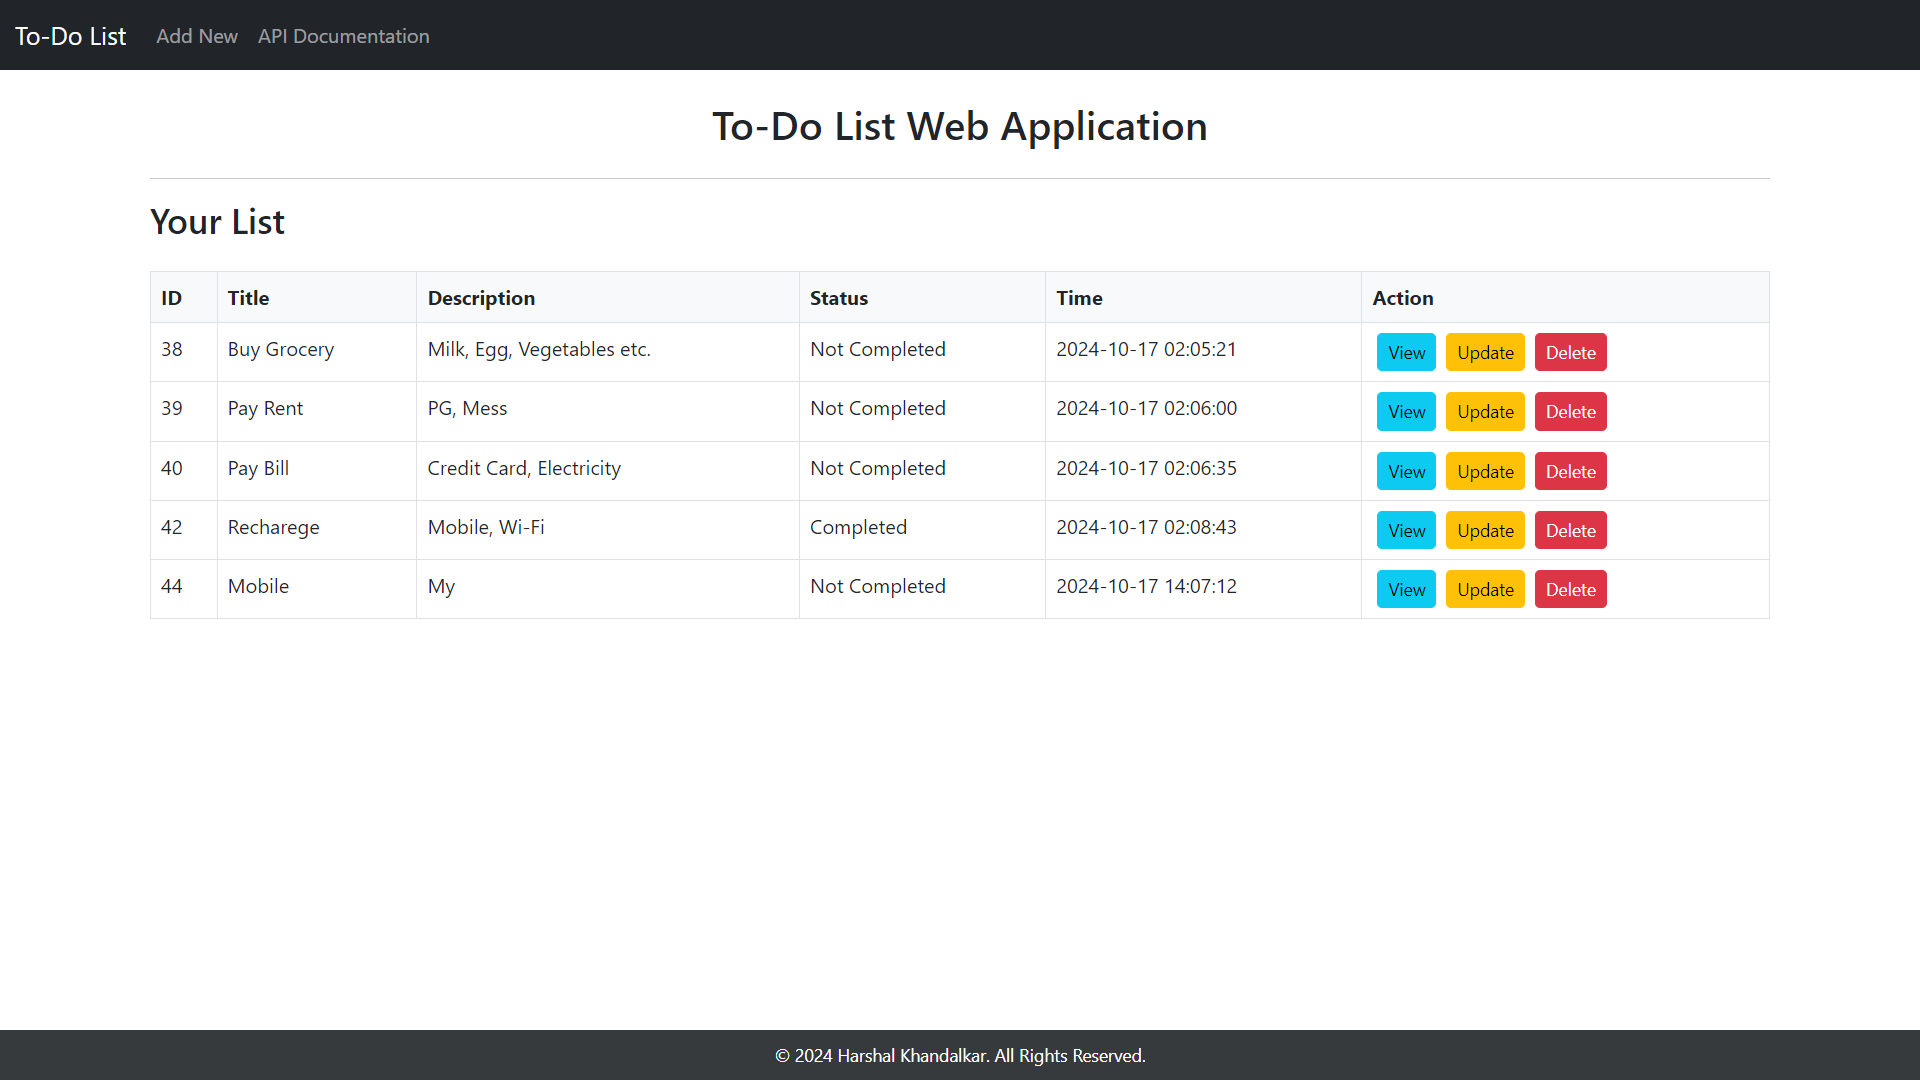 To-Do List Add New API Documentation
To-Do List Web Application
Your List
ID Title Description Status Time Action
38 Buy Grocery Milk, Egg, Vegetables etc. Not Completed 2024-10-17 02:05:21 View Update Delete
39 Pay Rent PG, Mess Not Completed 2024-10-17 02:06:00 View Update Delete
40 Pay Bill Credit Card, Electricity Not Completed 2024-10-17 02:06:35 View Update Delete
42 Recharege Mobile, Wi-Fi Completed 2024-10-17 02:08:43 View Update Delete
44 Mobile My Not Completed 2024-10-17 14:07:12 View Update Delete
© 2024 Harshal Khandalkar. All Rights Reserved.